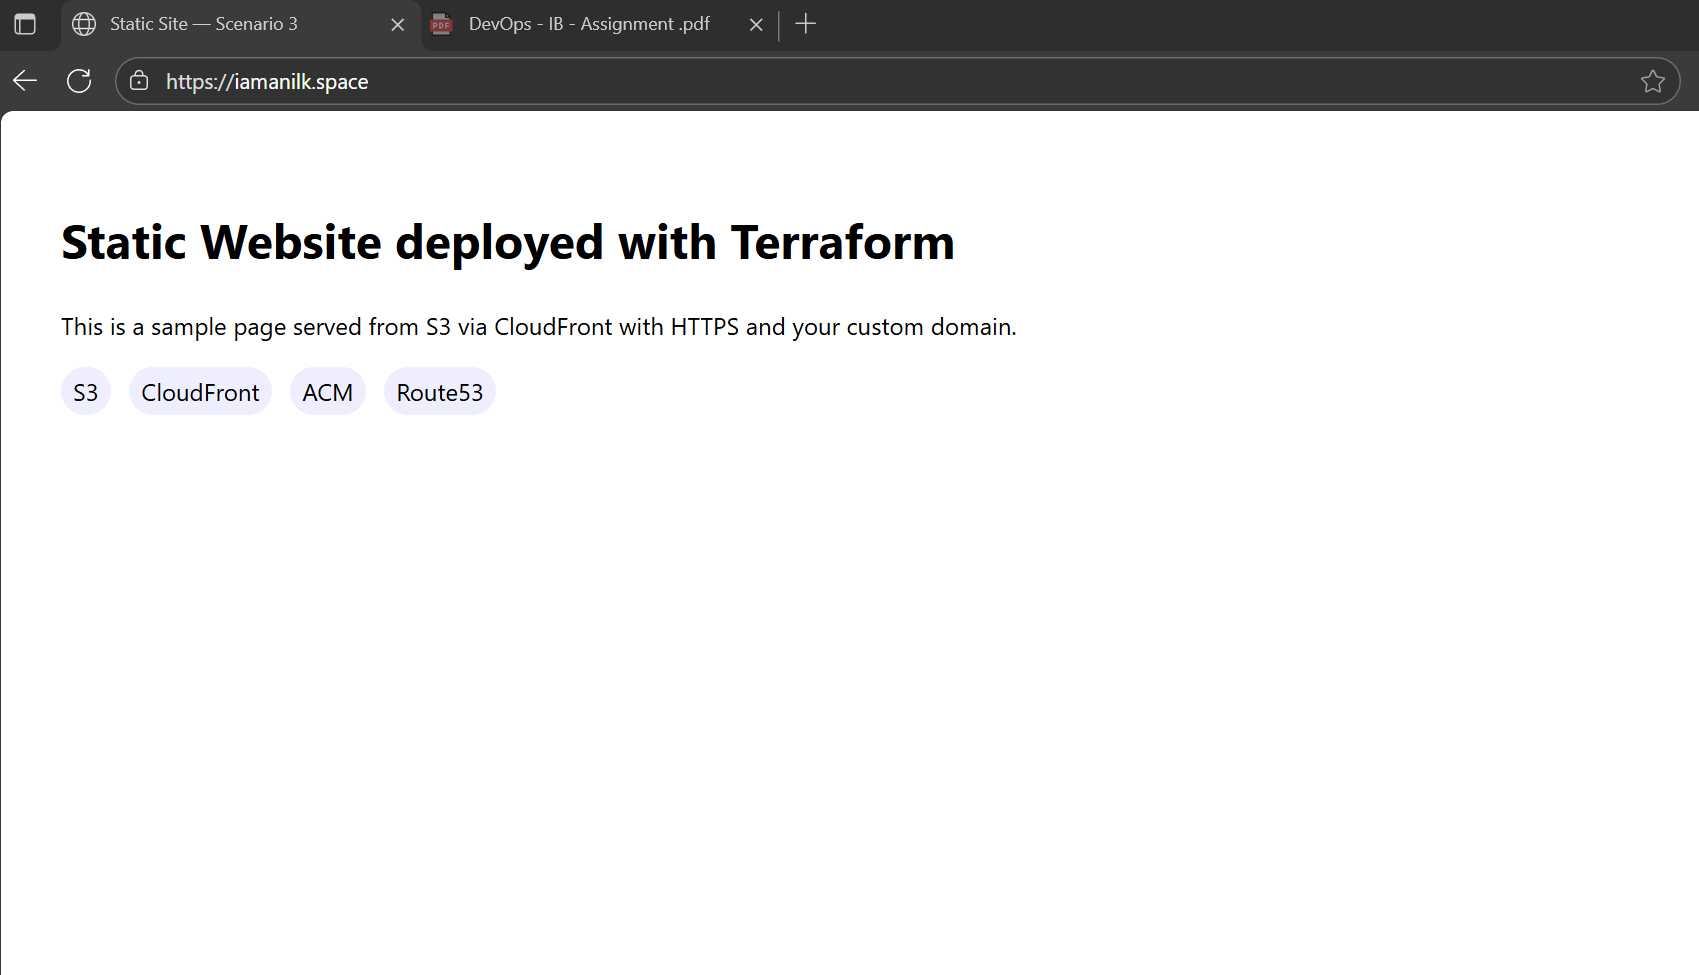 Static Site — Scenario 3
DevOps - IB - Assignment .pdf
https://iamanilk.space
Static Website deployed with Terraform
This is a sample page served from S3 via CloudFront with HTTPS and your custom domain.
S3 CloudFront ACM Route53